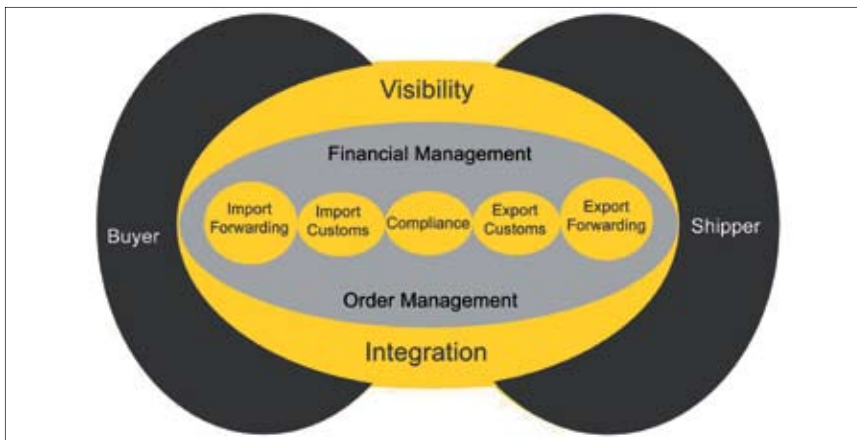 Visibility
Financial Management
Import
Forwarding
Import
Customs
Compliance
Export
Customs
Export
Forwarding
Buyer
Shipper
Order Management
Integration